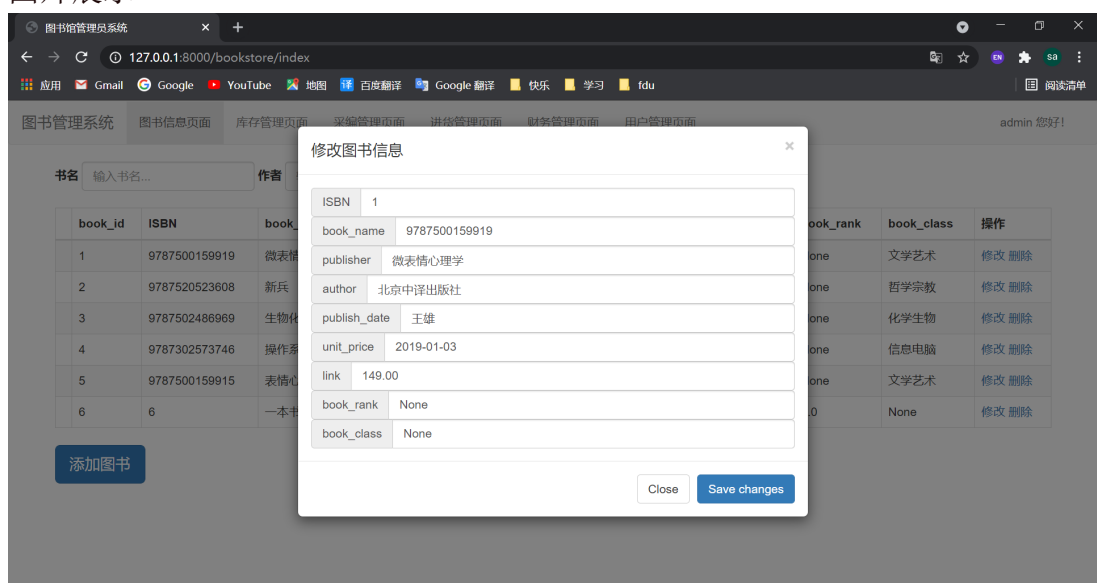 图书馆管理员系统
127.0.0.1:8000/bookstore/index
应用 Gmail Google YouTube 地图 百度翻译 Google 翻译 快乐 学习 fdu 阅读清单
图书管理系统 图书信息页面 库存管理页面 采编管理页面 进货管理页面 财务管理页面 用户管理页面 admin 您好!
修改图书信息 ×
书名 输入书名... 作者
ISBN 1
book_name 9787500159919
publisher 微表情心理学
author 北京中译出版社
publish_date 王雄
unit_price 2019-01-03
link 149.00
book_rank None
book_class None
Close Save changes
book_id ISBN book_ ook_rank book_class 操作
1 9787500159919 微表情 one 文学艺术 修改 删除
2 9787520523608 新兵 one 哲学宗教 修改 删除
3 9787502486969 生物化 one 化学生物 修改 删除
4 9787302573746 操作系 one 信息电脑 修改 删除
5 9787500159915 表情心 one 文学艺术 修改 删除
6 6 一本书 .0 None 修改 删除
添加图书